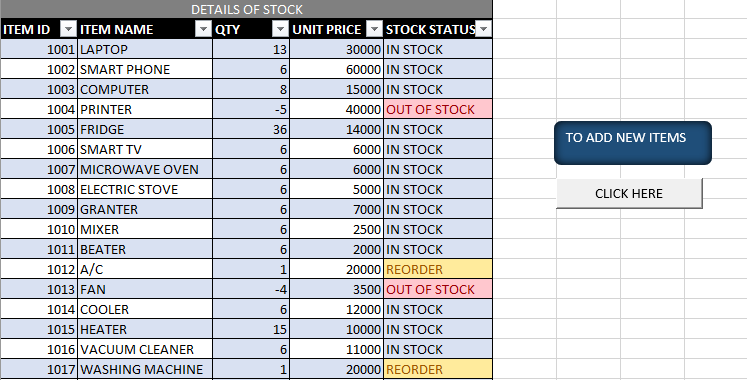 DETAILS OF STOCK
ITEM ID ITEM NAME QTY UNIT PRICE STOCK STATUS
1001 LAPTOP 13 30000 IN STOCK
1002 SMART PHONE 6 60000 IN STOCK
1003 COMPUTER 8 15000 IN STOCK
1004 PRINTER -5 40000 OUT OF STOCK
1005 FRIDGE 36 14000 IN STOCK
TO ADD NEW ITEMS
1006 SMART TV 6 6000 IN STOCK
1007 MICROWAVE OVEN 6 6000 IN STOCK
1008 ELECTRIC STOVE 6 5000 IN STOCK
CLICK HERE
1009 GRANTER 6 7000 IN STOCK
1010 MIXER 6 2500 IN STOCK
1011 BEATER 6 2000 IN STOCK
1012 A/C 1 20000 REORDER
1013 FAN -4 3500 OUT OF STOCK
1014 COOLER 6 12000 IN STOCK
1015 HEATER 15 10000 IN STOCK
1016 VACUUM CLEANER 6 11000 IN STOCK
1017 WASHING MACHINE 1 20000 REORDER